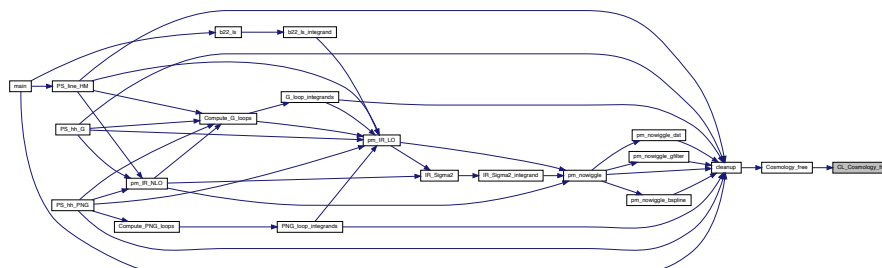 b22_ls
b22_ls_integrand
main
PS_line_HM
G_loop_integrands
Compute_G_loops
PS_hh_G
pm_IR_LO
pm_nowiggle_dst
pm_nowiggle_gfilter
cleanup
Cosmology_free
IR_Sigma2
IR_Sigma2_integrand
pm_nowiggle
pm_IR_NLO
pm_nowiggle_bspline
PS_hh_PNG
Compute_PNG_loops
PNG_loop_integrands